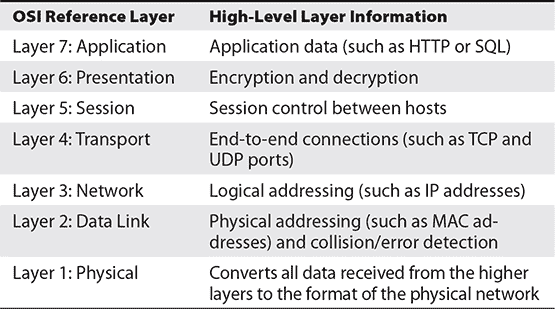 OSI Reference Layer High-Level Layer Information
Layer 7: Application Application data (such as HTTP or SQL)
Layer 6: Presentation Encryption and decryption
Layer 5: Session Session control between hosts
Layer 4: Transport End-to-end connections (such as TCP and
UDP ports)
Layer 3: Network Logical addressing (such as IP addresses)
Layer 2: Data Link Physical addressing (such as MAC ad-
dresses) and collision/error detection
Layer 1: Physical Converts all data received from the higher
layers to the format of the physical network